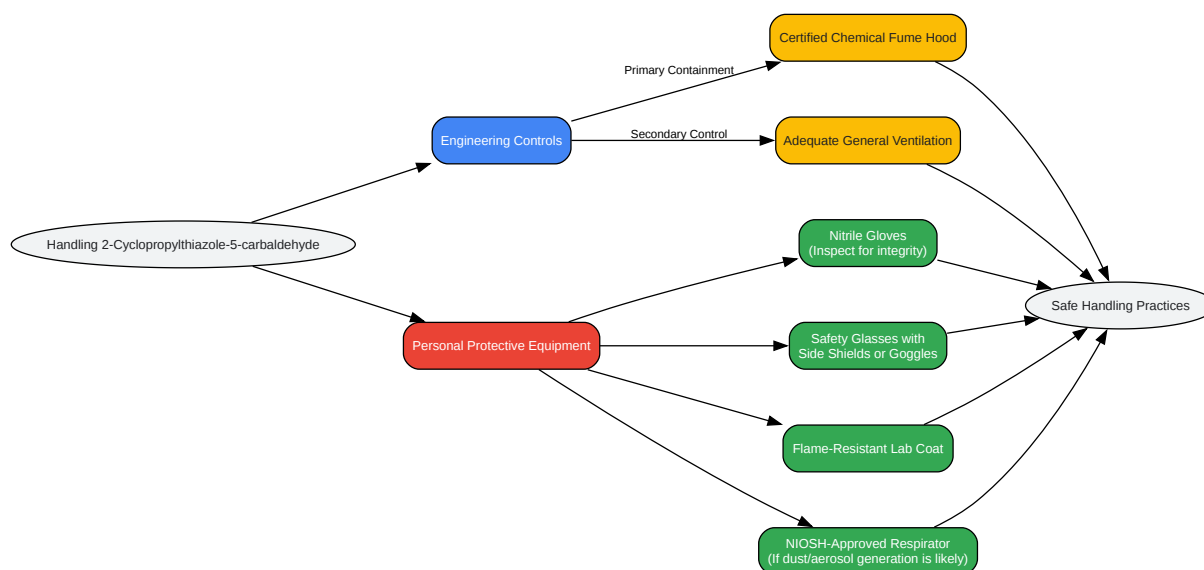 Certified Chemical Fume Hood
Primary Containment
Engineering Controls
Secondary Control
Adequate General Ventilation
Handling 2-Cyclopropylthiazole-5-carbaldehyde
Nitrile Gloves
(Inspect for integrity)
Safe Handling Practices
Personal Protective Equipment
Safety Glasses with
Side Shields or Goggles
Flame-Resistant Lab Coat
NIOSH-Approved Respirator
(If dust/aerosol generation is likely)